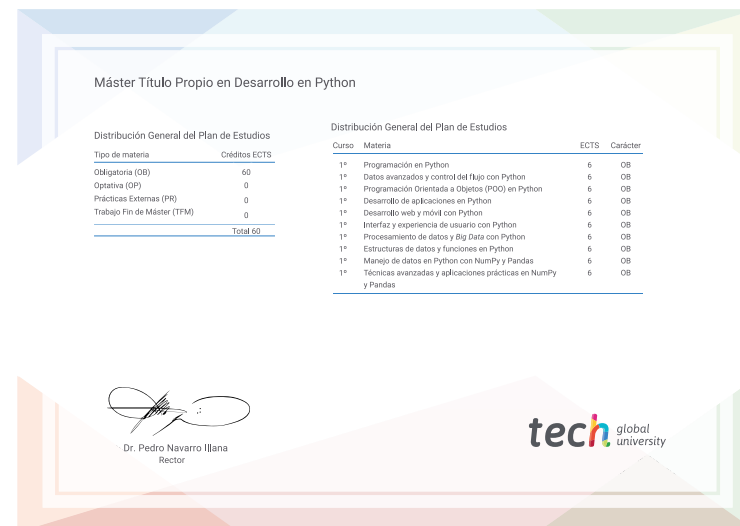 Máster Título Propio en Desarrollo en Python
Distribución General del Plan de Estudios
Tipo de materia Créditos ECTS
Obligatoria (OB) 60
Optativa (OP) 0
Prácticas Externas (PR) 0
Trabajo Fin de Máster (TFM) 0
Total 60
Distribución General del Plan de Estudios
Curso Materia ECTS Carácter
1º Programación en Python 6 OB
1º Datos avanzados y control del flujo con Python 6 OB
1º Programación Orientada a Objetos (POO) en Python 6 OB
1º Desarrollo de aplicaciones en Python 6 OB
1º Desarrollo web y móvil con Python 6 OB
1º Interfaz y experiencia de usuario con Python 6 OB
1º Procesamiento de datos y Big Data con Python 6 OB
1º Estructuras de datos y funciones en Python 6 OB
1º Manejo de datos en Python con NumPy y Pandas 6 OB
1º Técnicas avanzadas y aplicaciones prácticas en NumPy 6 OB
y Pandas
Dr. Pedro Navarro Illana
Rector
tech global
university